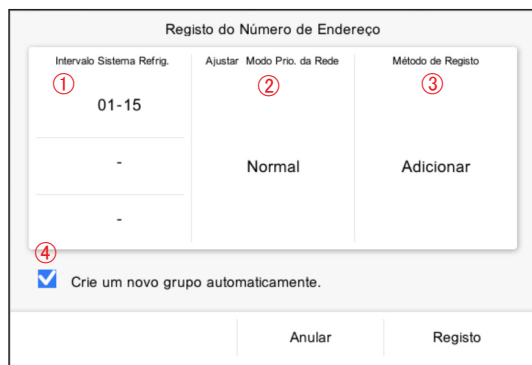 Registo do Número de Endereço
Intervalo Sistema Refrig. Ajustar Modo Prio. da Rede Método de Registo
① ② ③
01-15
- Normal Adicionar
-
④
Crie um novo grupo automaticamente.
Anular Registo